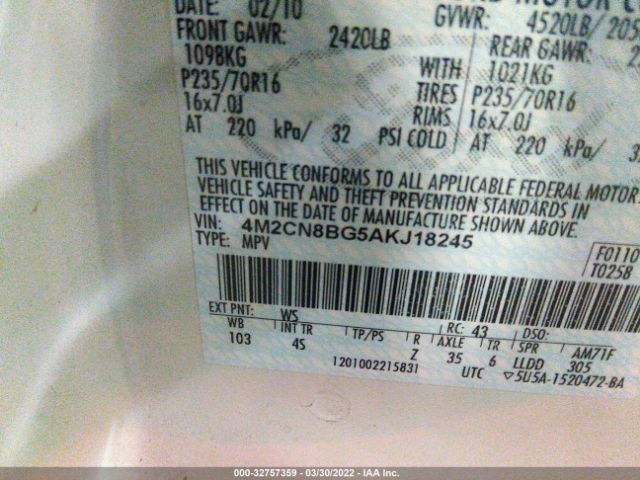 DATE: 02/10
MOTOR CO
GVWR: 4520LB/205
FRONT GAWR: 2420LB
1098KG
P235/70R16
16x7.0J
AT 220 kPa/ 32 PSI COLD
REAR GAWR:
WITH 1021KG
TIRES P235/70R16
RIMS 16x7.0J
AT 220 kPa/
THIS VEHICLE CONFORMS TO ALL APPLICABLE FEDERAL MOTOR
VEHICLE SAFETY AND THEFT PREVENTION STANDARDS IN
EFFECT ON THE DATE OF MANUFACTURE SHOWN ABOVE.
VIN: 4M2CN8BG5AKJ18245
TYPE: MPV
F0110
T0258
EXT PNT: WS RC: 43 DSO:
WB INT TR TP/PS R AXLE TR SPR AM71F
103 4S Z 35 6 LLDD 305
1201002215831 UTC ▽5U5A-1520472-BA
000-32757359 — 03/30/2022 — IAA Inc.